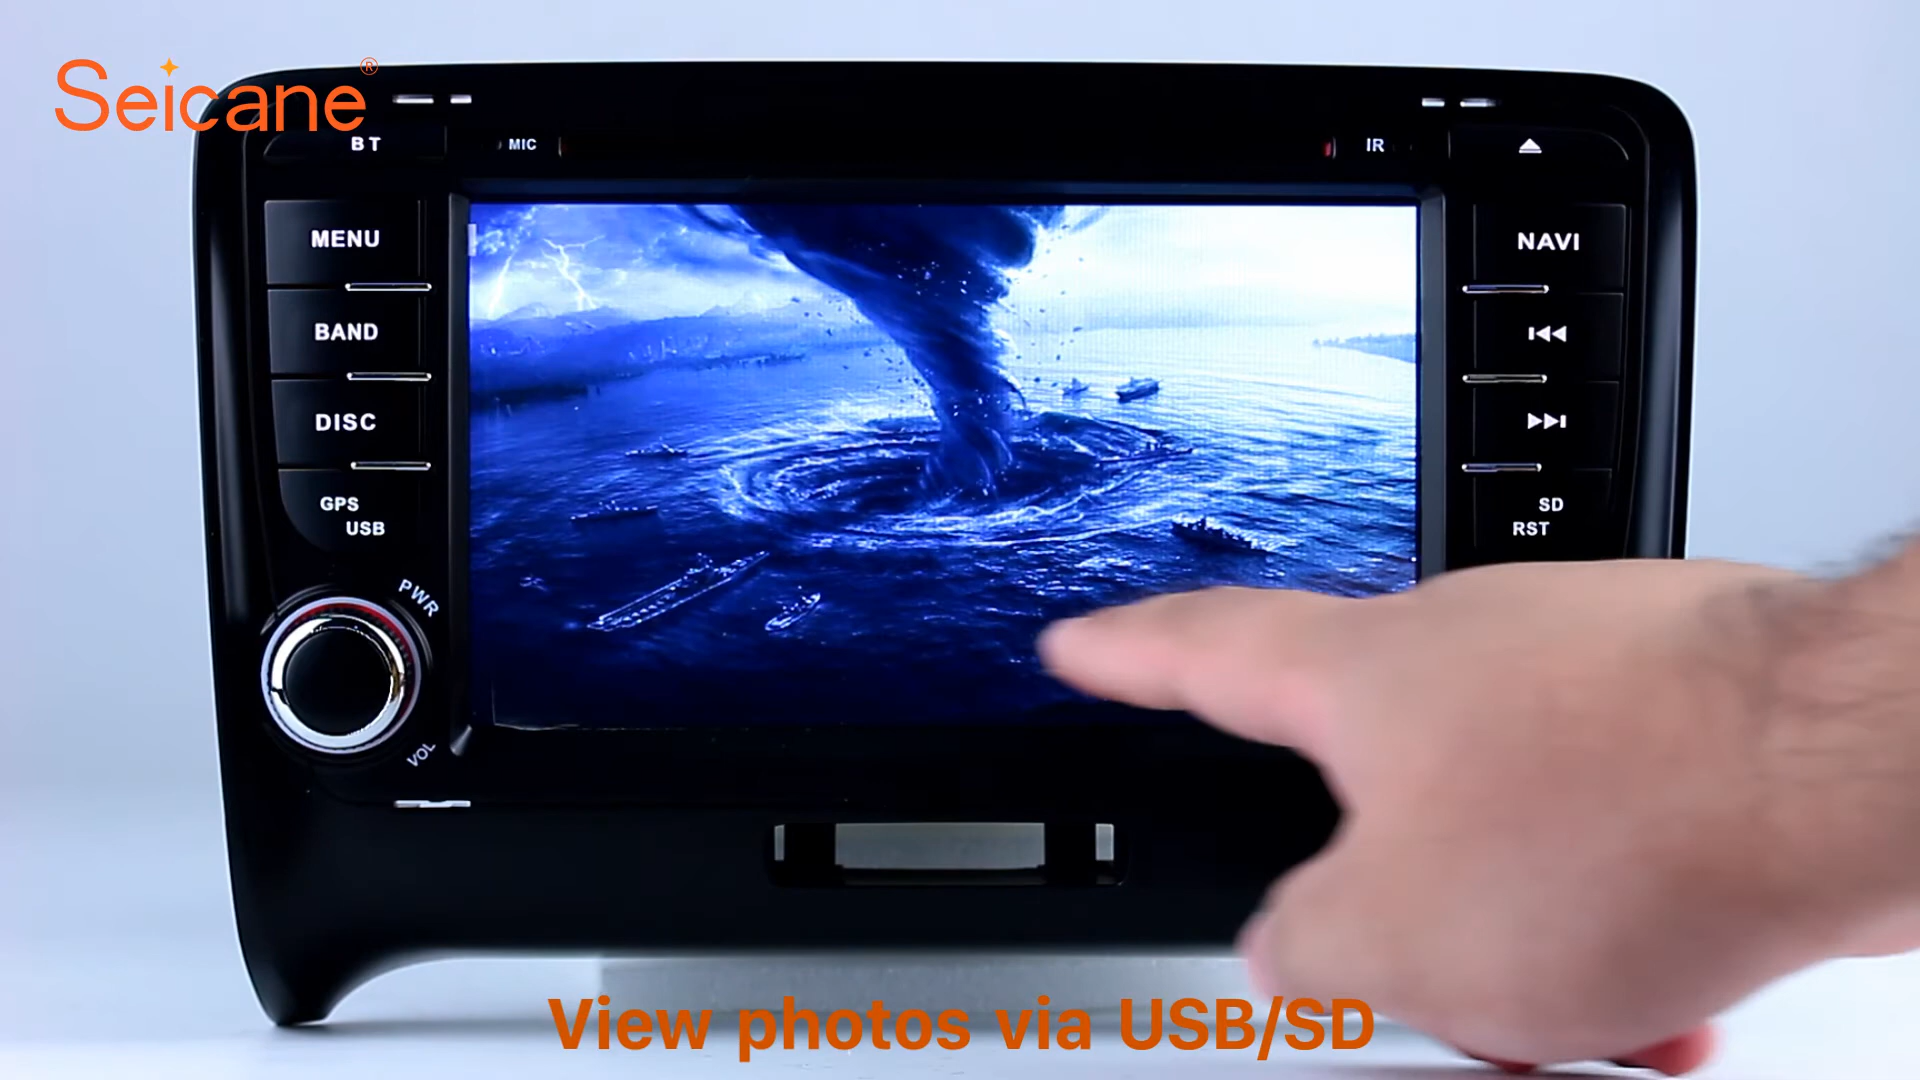 Seicane®
BT
MIC
IR
MENU
NAVI
BAND
DISC
GPS
USB
SD
RST
PWR
VOL
View photos via USB/SD